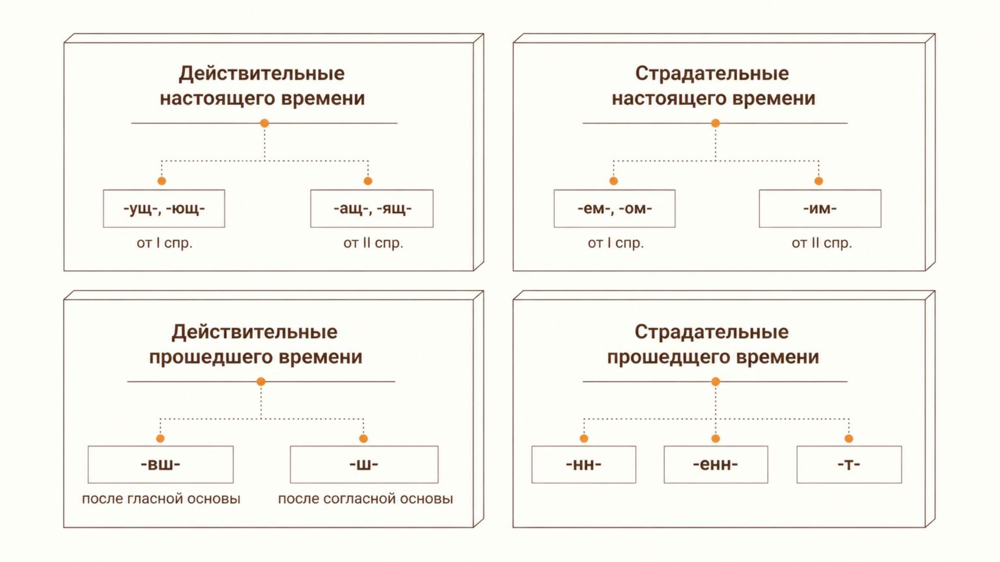 Действительные
настоящего времени
-ущ-, -ющ-
-ащ-, -ящ-
от I спр.
от II спр.
Страдательные
настоящего времени
-ем-, -ом-
-им-
от I спр.
от II спр.
Действительные
прошедшего времени
-вш-
-ш-
после гласной основы
после согласной основы
Страдательные
прошедщего времени
-нн-
-енн-
-т-